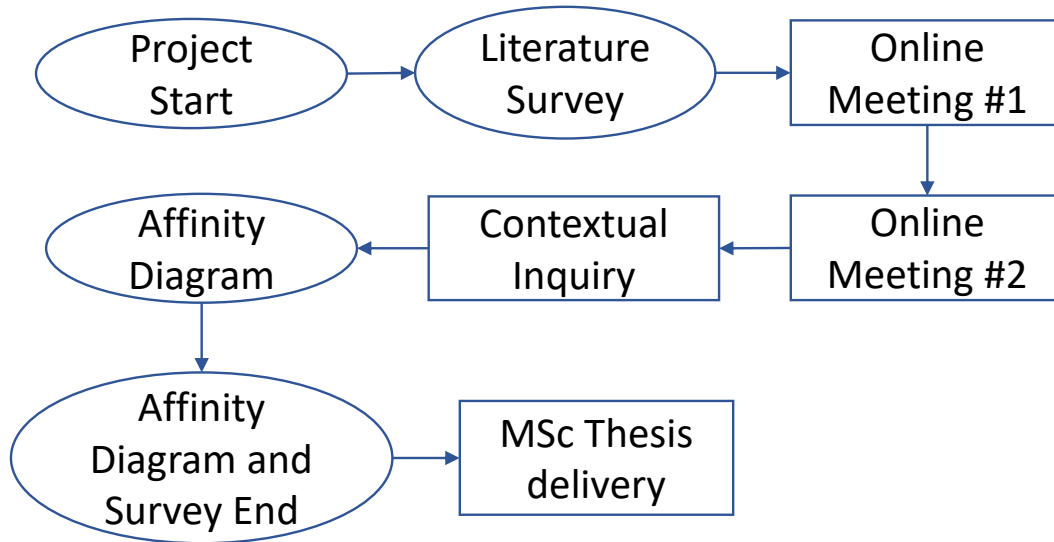 Project
Start
Literature
Survey
Online
Meeting #1
Affinity
Diagram
Contextual
Inquiry
Online
Meeting #2
Affinity
Diagram and
Survey End
MSc Thesis
delivery